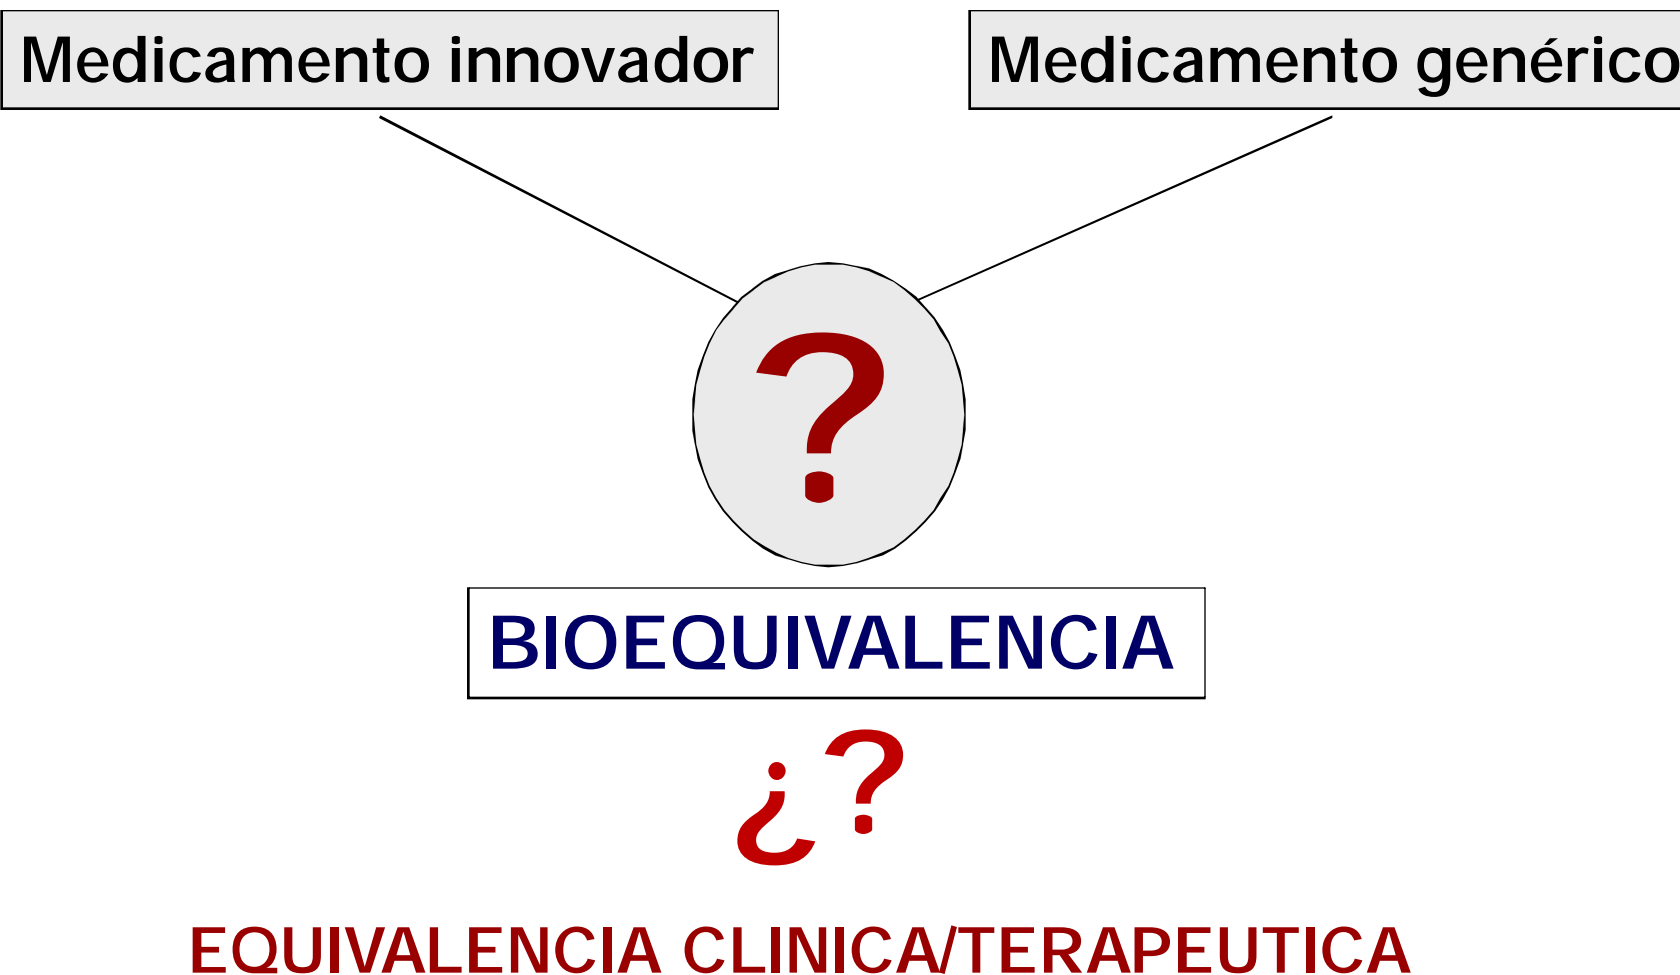 Medicamento innovador
Medicamento genérico
?
BIOEQUIVALENCIA
¿?
EQUIVALENCIA CLINICA/TERAPEUTICA